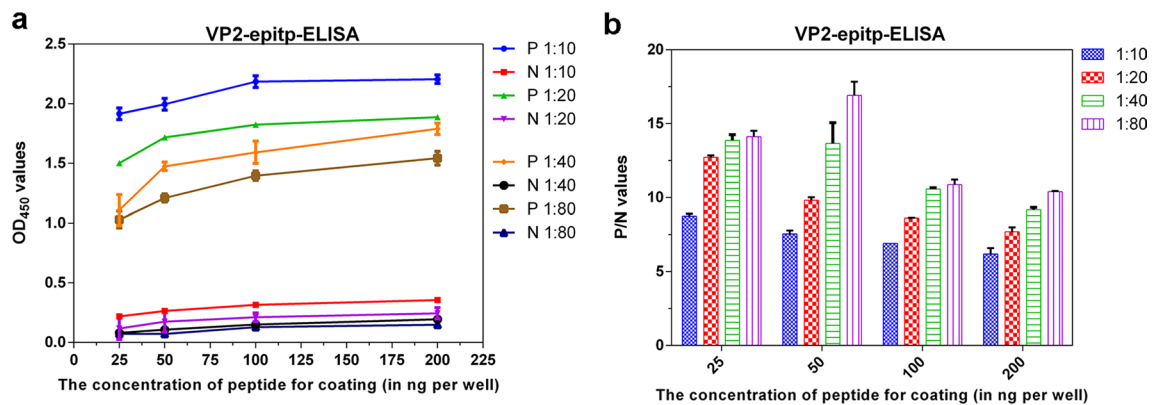 a
VP2-epitp-ELISA
OD450 values
2.5
2.0
1.5
1.0
0.5
0.0
0 25 50 75 100 125 150 175 200 225
The concentration of peptide for coating (in ng per well)
P 1:10
N 1:10
P 1:20
N 1:20
P 1:40
N 1:40
P 1:80
N 1:80
b
VP2-epitp-ELISA
P/N values
20
15
10
5
0
25 50 100 200
The concentration of peptide for coating (in ng per well)
1:10
1:20
1:40
1:80